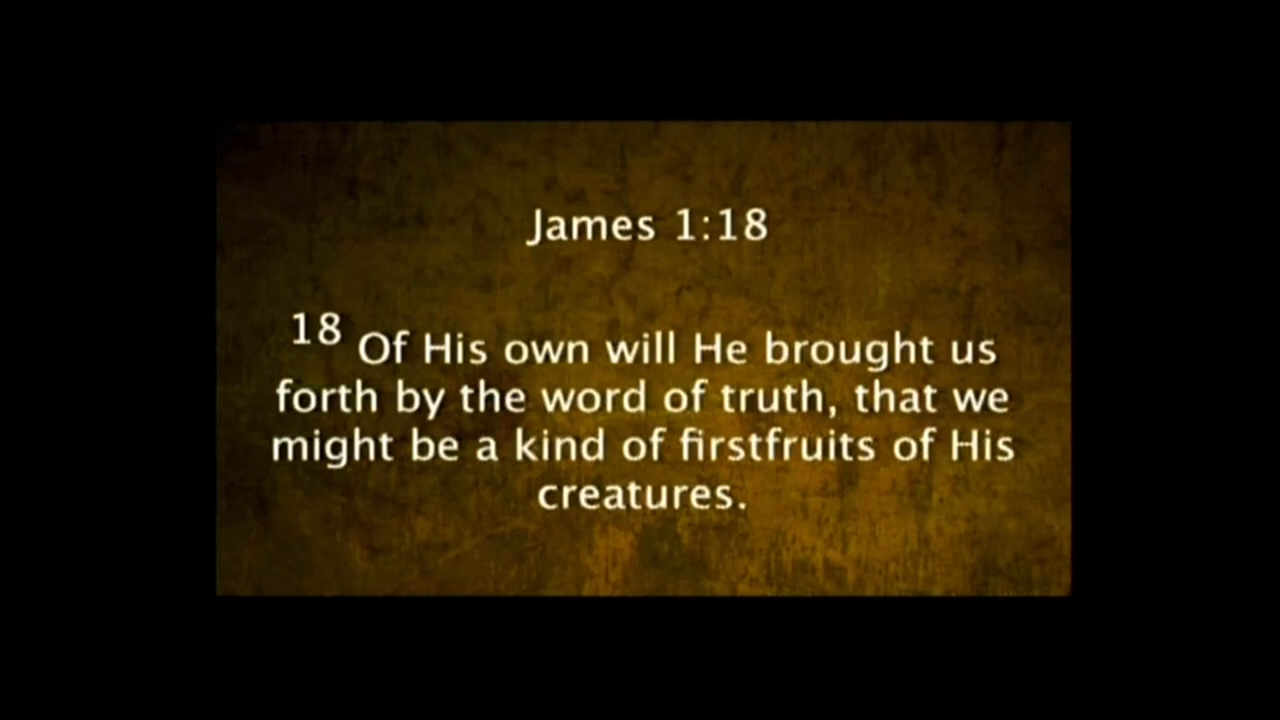 James 1:18
18 Of His own will He brought us
forth by the word of truth, that we
might be a kind of firstfruits of His
creatures.